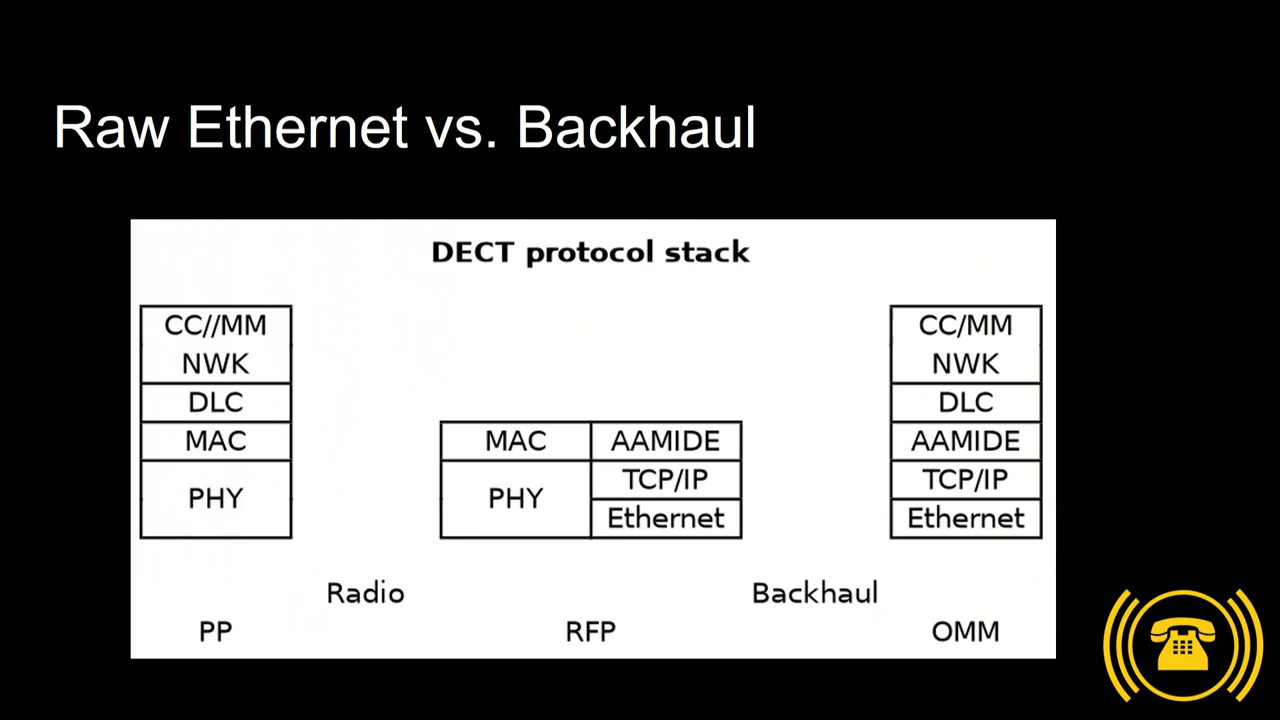 Raw Ethernet vs. Backhaul
DECT protocol stack
CC//MM
NWK
DLC
MAC
PHY
MAC
PHY
AAMIDE
TCP/IP
Ethernet
CC/MM
NWK
DLC
AAMIDE
TCP/IP
Ethernet
Radio
Backhaul
PP
RFP
OMM